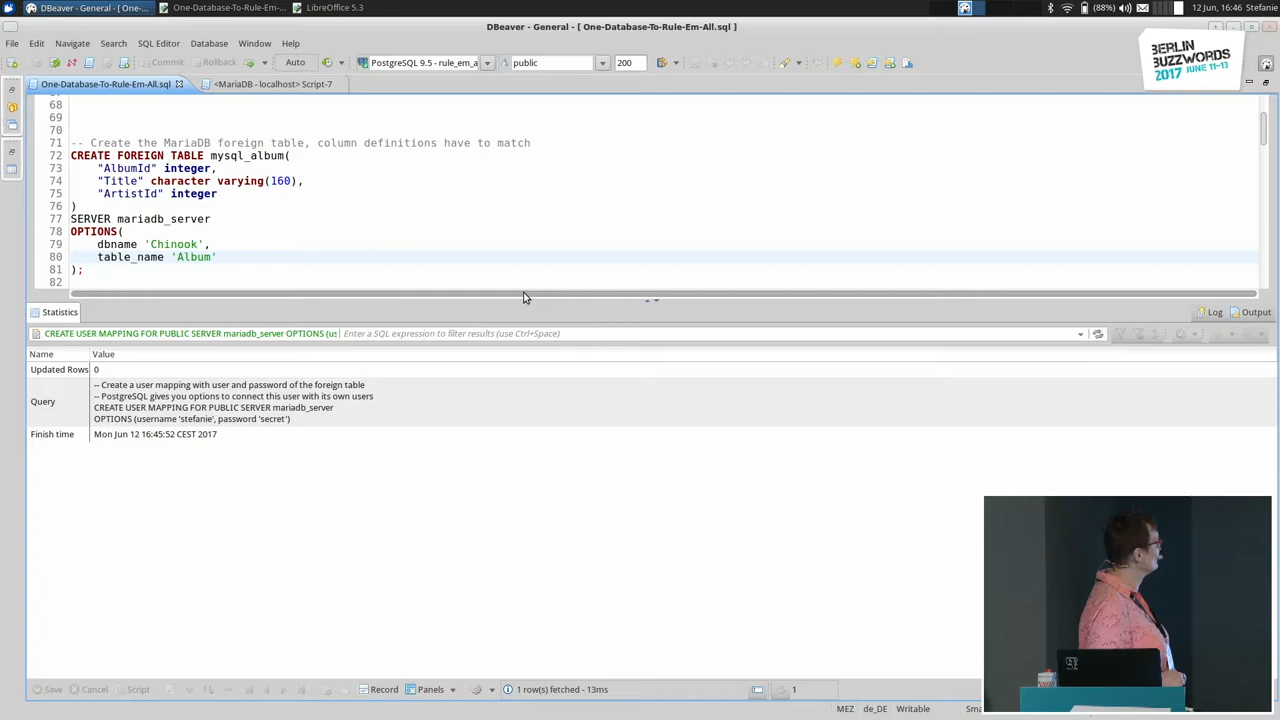 DBeaver - General - [ One-...
One-Database-To-Rule-Em-...
LibreOffice 5.3
(88%)
12 Jun, 16:46 Stefanie
DBeaver - General - [ One-Database-To-Rule-Em-All.sql ]
File Edit Navigate Search SQL Editor Database Window Help
Commit Rollback Auto PostgreSQL 9.5 - rule_em_a public 200
BERLIN
BUZZWORDS
2017 JUNE 11-13
One-Database-To-Rule-Em-All.sql <MariaDB - localhost> Script-7
68
69
70
71 -- Create the MariaDB foreign table, column definitions have to match
72 CREATE FOREIGN TABLE mysql_album(
73 "AlbumId" integer,
74 "Title" character varying(160),
75 "ArtistId" integer
76 )
77 SERVER mariadb_server
78 OPTIONS(
79 dbname 'Chinook',
80 table_name 'Album'
81 );
82
Statistics Log Output
CREATE USER MAPPING FOR PUBLIC SERVER mariadb_server OPTIONS (us Enter a SQL expression to filter results (use Ctrl+Space)
Name Value
Updated Rows 0
Query
-- Create a user mapping with user and password of the foreign table
-- PostgreSQL gives you options to connect this user with its own users
CREATE USER MAPPING FOR PUBLIC SERVER mariadb_server
OPTIONS (username 'stefanie', password 'secret')
Finish time Mon Jun 12 16:45:52 CEST 2017
Save Cancel Script Record Panels 1 row(s) fetched - 13ms 1
MEZ de_DE Writable Sma